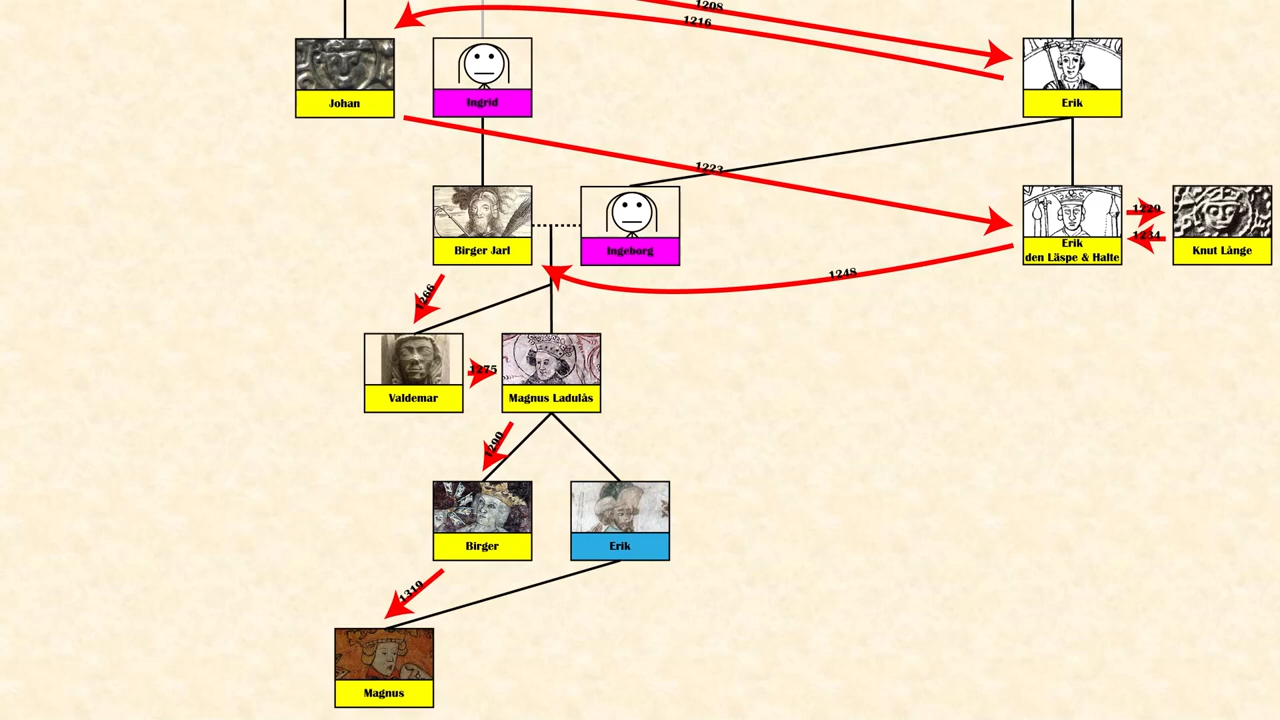 1208
1216
Johan
Ingrid
Erik
1223
Birger Jarl
Ingeborg
Erik
den Läspe & Halte
1229
1234
Knut Långe
1248
1266
Valdemar
1275
Magnus Ladulås
1290
Birger
Erik
1319
Magnus